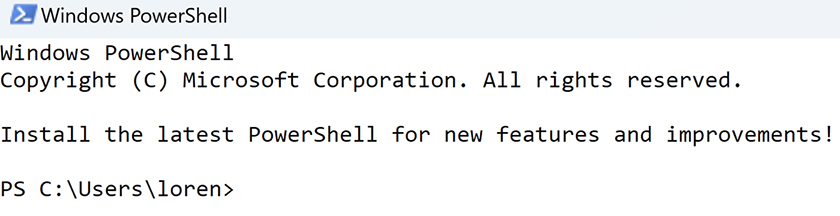 Windows PowerShell
Windows PowerShell
Copyright (C) Microsoft Corporation. All rights reserved.
Install the latest PowerShell for new features and improvements!
PS C:\Users\loren>